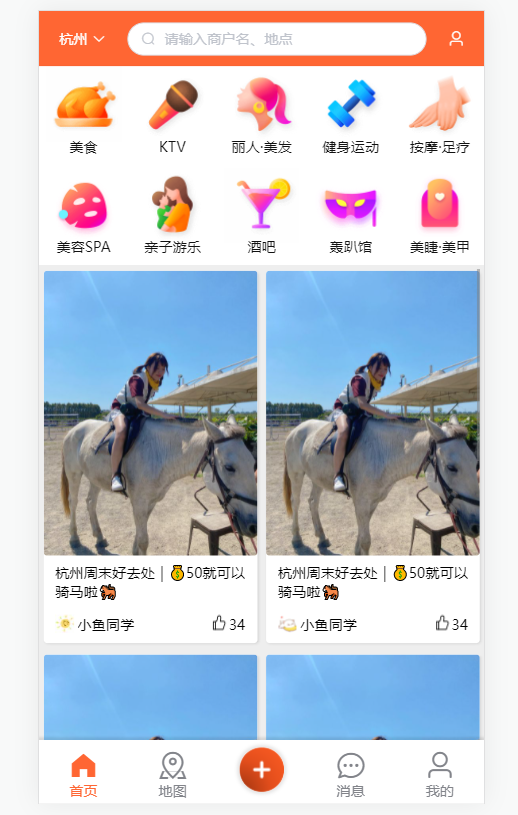 杭州
请输入商户名、地点
美食
KTV
丽人·美发
健身运动
按摩·足疗
美容SPA
亲子游乐
酒吧
轰趴馆
美睫·美甲
杭州周末好去处｜💰50就可以
骑马啦🐎
小鱼同学
34
杭州周末好去处｜💰50就可以
骑马啦🐎
小鱼同学
34
首页
地图
消息
我的